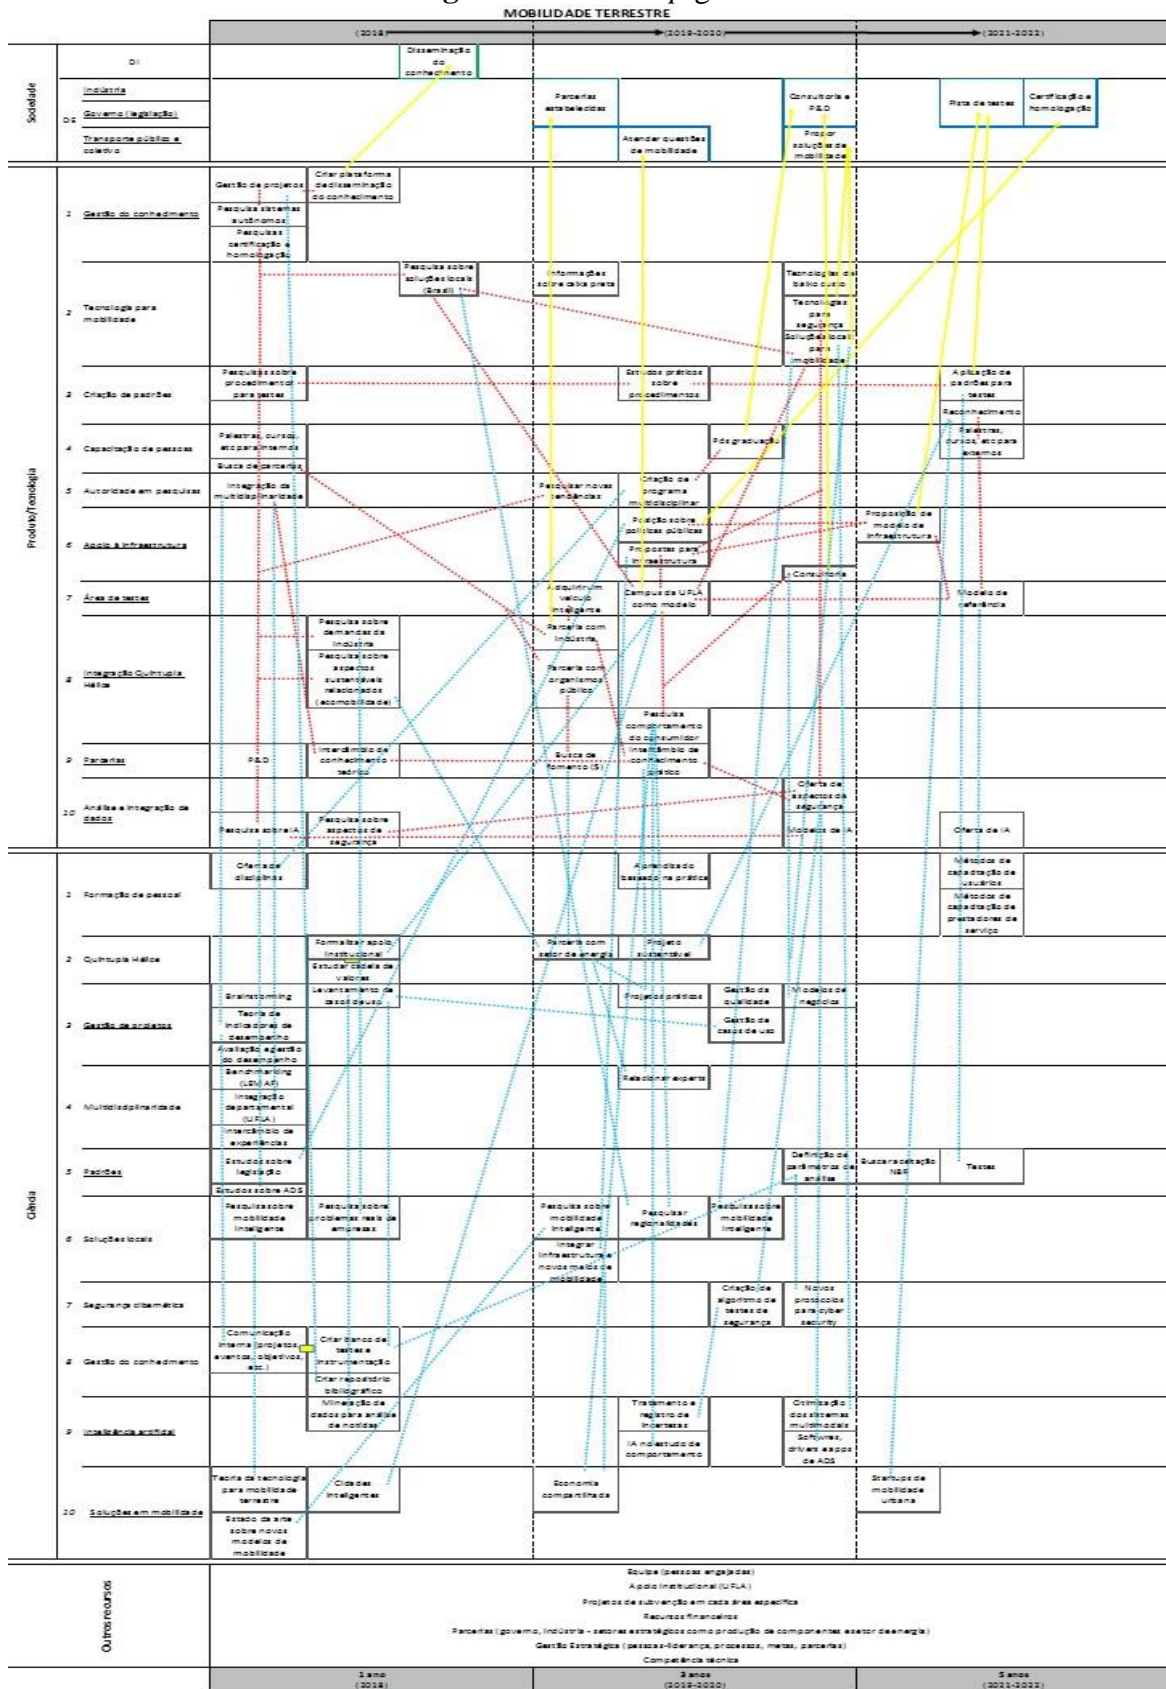 MOBILIDADE TERRESTRE
(2018)
(2019-2020)
(2021-2022)
Sociedade
DI
Disseminação
do
conhecimento
DE
Indústria
Governo (legislação)
Transporte público e
coletivo
Parcerias
estabelecidas
Atender questões
de mobilidade
Consultoria e
P&D
Propor
soluções de
mobilidade
Pista de testes
Certificação e
homologação
Produto/Tecnologia
1 Gestão do conhecimento
Gestão de projetos
Criar plataforma
de disseminação
do conhecimento
Pesquisa sistemas
autônomos
Pesquisas
certificação e
homologação
2 Tecnologia para
mobilidade
Pesquisa sobre
soluções locais
(Brasil)
Informações
sobre caixa preta
Tecnologias de
baixo custo
Tecnologias
para
segurança
Soluções locais
para
imobilidade
3 Criação de padrões
Pesquisas sobre
procedimentos
para testes
Estudos práticos
sobre
procedimentos
Aplicação de
padrões para
testes
Reconhecimento
4 Capacitação de pessoas
Palestras, cursos,
etc para internos
Busca de parcerias
Pós graduação
Palestras,
cursos, etc para
externos
5 Autoridade em pesquisas
Integração da
multidisplinaridade
Pesquisar novas
tendências
Criação de
programa
multidisciplinar
6 Apoio à infraestrutura
Posição sobre
políticas públicas
Propostas para
infraestrutura
Proposição de
modelo de
infraestrutura
Consultoria
7 Área de testes
Adquirir um
veículo
inteligente
Campus da UFLA
como modelo
Modelo de
referência
8 Integração Quíntupla
Hélice
Pesquisa sobre
demandas da
indústria
Pesquisa sobre
aspectos
sustentáveis
relacionados
(ecomobilidade)
Parceria com
indústria
Parceria com
organismos
público
Pesquisa
comportamento
do consumidor
9 Parcerias
P&D
Intercâmbio de
conhecimento
teórico
Busca de
fomento ($)
Intercâmbio de
conhecimento
prático
10 Análise e integração de
dados
Pesquisa sobre IA
Pesquisa sobre
aspectos de
segurança
Oferta de
aspectos de
segurança
Modelos de IA
Oferta de IA
Ciência
1 Formação de pessoal
Oferta de
disciplinas
Aprendizado
baseado na prática
Métodos de
capacitação de
usuários
Métodos de
capacitação de
prestadores de
serviço
2 Quíntupla Hélice
Formalizar apoio
institucional
Estudar cadeia de
valores
Parceria com
setor de energia
Projeto
sustentável
3 Gestão de projetos
Brainstorming
Levantamento de
casos de uso
Teoria de
indicadores de
desempenho
Avaliação e gestão
do desempenho
Projetos práticos
Gestão da
qualidade
Gestão de
casos de uso
Modelos de
negócios
4 Multidisciplinaridade
Benchmarking
(LEMAF)
Integração
departamental
(UFLA)
Intercâmbio de
experiências
Relacionar experts
5 Padrões
Estudos sobre
legislação
Estudos sobre ADS
Definição de
parâmetros de
análise
Buscar aceitação
NBR
Testes
6 Soluções locais
Pesquisa sobre
mobilidade
inteligente
Pesquisa sobre
problemas reais de
empresas
Pesquisa sobre
mobilidade
inteligente
Integrar
infraestrutura e
novos meios de
mobilidade
Pesquisar
regionalidades
Pesquisa sobre
mobilidade
inteligente
7 Segurança cibernética
Criação de
algoritmo de
testes de
segurança
Novos
protocolos
para cyber
security
8 Gestão do conhecimento
Comunicação
interna (projetos,
eventos, objetivos,
etc.)
Criar banco de
testes e
instrumentação
Criar repositório
bibliográfico
9 Inteligência artificial
Mineração de
dados para análise
de notícias
Tratamento e
registro de
incertezas
IA no estudo de
comportamento
Otimização
dos sistemas
multimodais
Softwres,
drivers e apps
de ADS
10 Soluções em mobilidade
Teoria da tecnologia
para mobilidade
terrestre
Estado da arte
sobre novos
modelos de
mobilidade
Cidades
inteligentes
Economia
compartilhada
Startups de
mobilidade
urbana
Outros recursos
Equipe (pessoas engajadas)
Apoio institucional (UFLA)
Projetos de subvenção em cada área específica
Recursos financeiros
Parcerias (governo, indústria - setores estratégicos como produção de componentes e setor de energia)
Gestão Estratégica (pessoas-liderança, processos, metas, parcerias)
Competência técnica
1 ano
(2018)
3 anos
(2019-2020)
5 anos
(2021-2022)